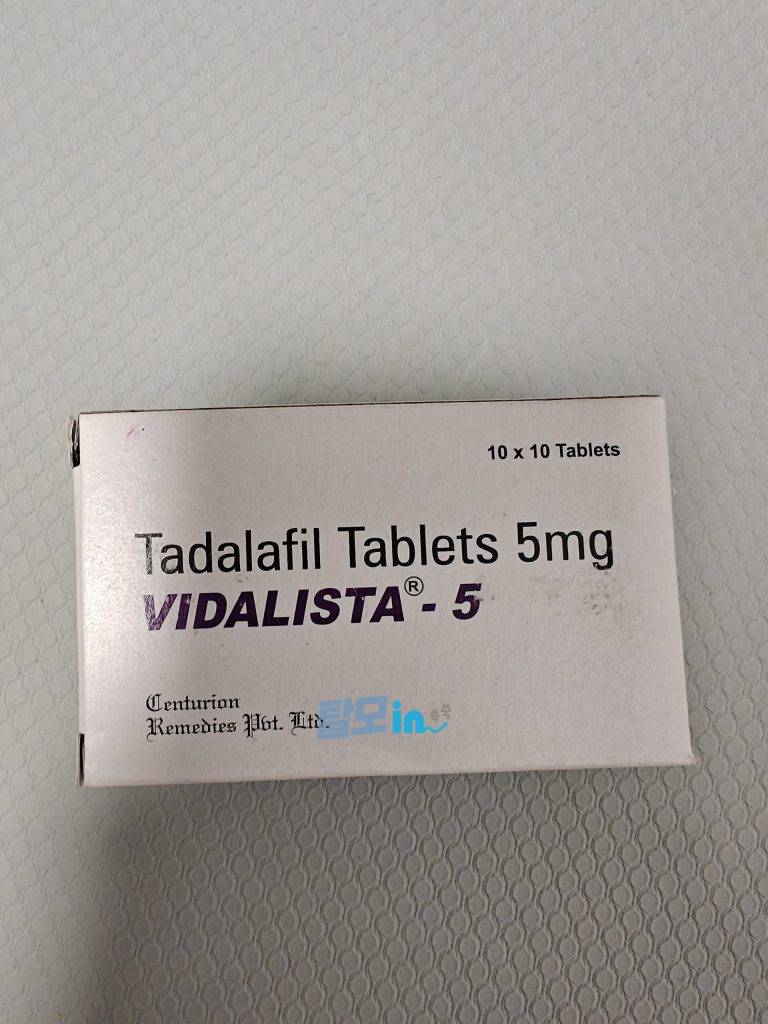 10 x 10 Tablets
Tadalafil Tablets 5mg
VIDALISTA® - 5
Centurion
Remedies Pvt. Ltd.
탈모in